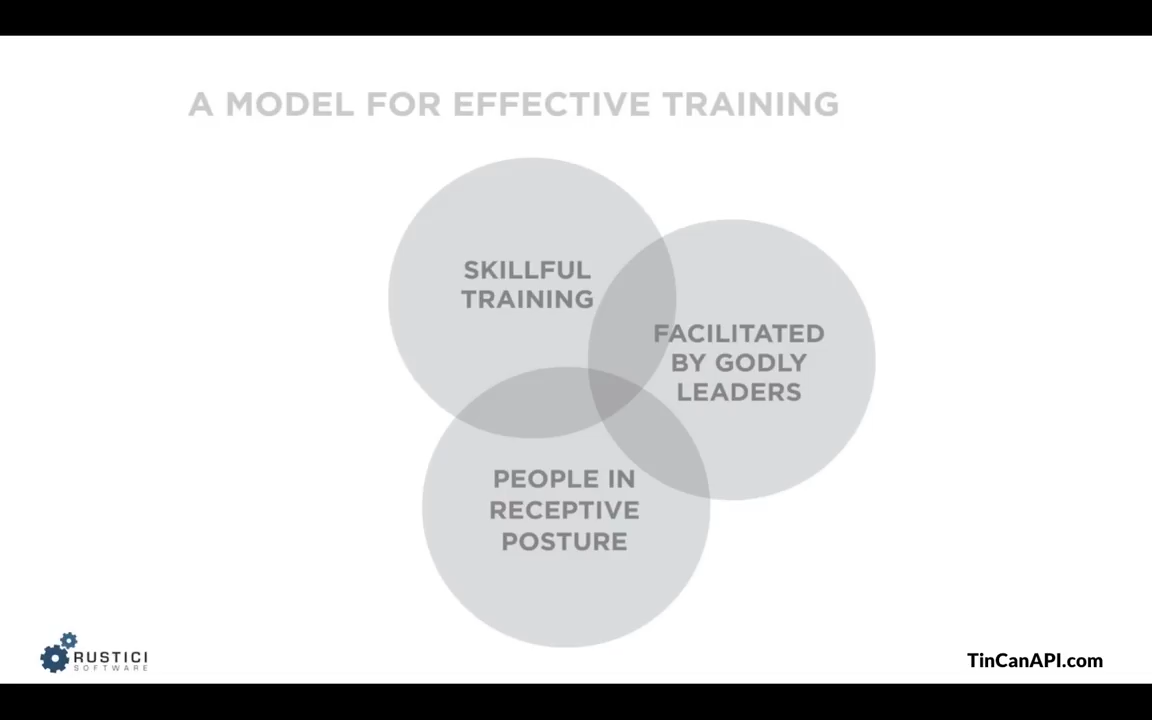 A MODEL FOR EFFECTIVE TRAINING
SKILLFUL
TRAINING
FACILITATED
BY GODLY
LEADERS
PEOPLE IN
RECEPTIVE
POSTURE
RUSTICI
SOFTWARE
TinCanAPI.com